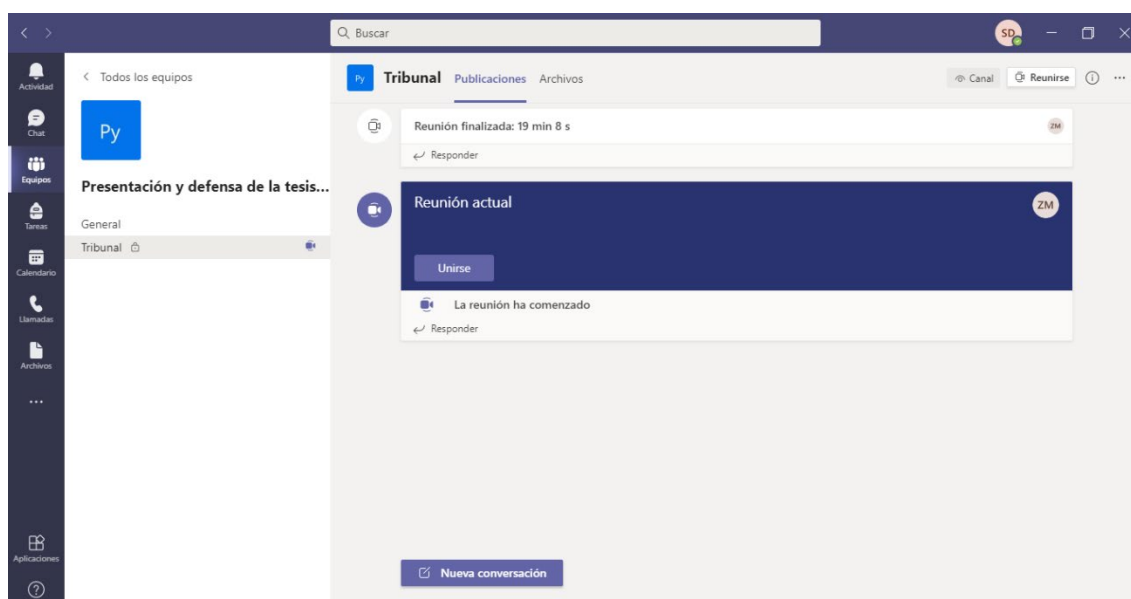 Buscar
SD
Actividad
Chat
Equipos
Tareas
Calendario
Llamadas
Archivos
Aplicaciones
Todos los equipos
Py
Presentación y defensa de la tesis...
General
Tribunal
Py Tribunal Publicaciones Archivos
Canal Reunirse
Reunión finalizada: 19 min 8 s ZM
Responder
Reunión actual ZM
Unirse
La reunión ha comenzado
Responder
Nueva conversación